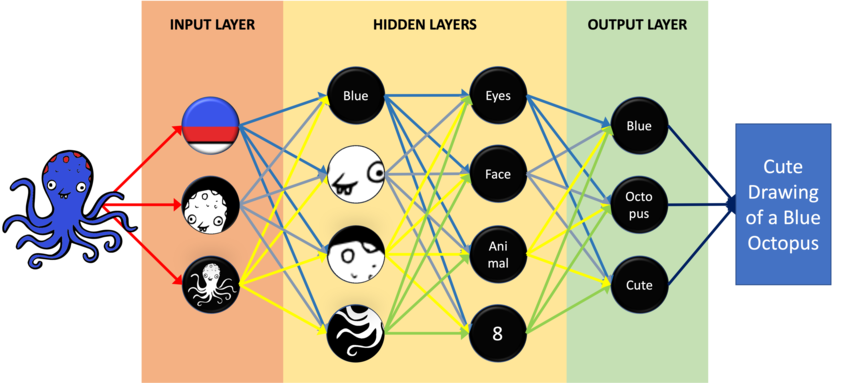 INPUT LAYER
HIDDEN LAYERS
OUTPUT LAYER
Blue
Eyes
Face
Ani
mal
8
Blue
Octo
pus
Cute
Cute
Drawing
of a Blue
Octopus